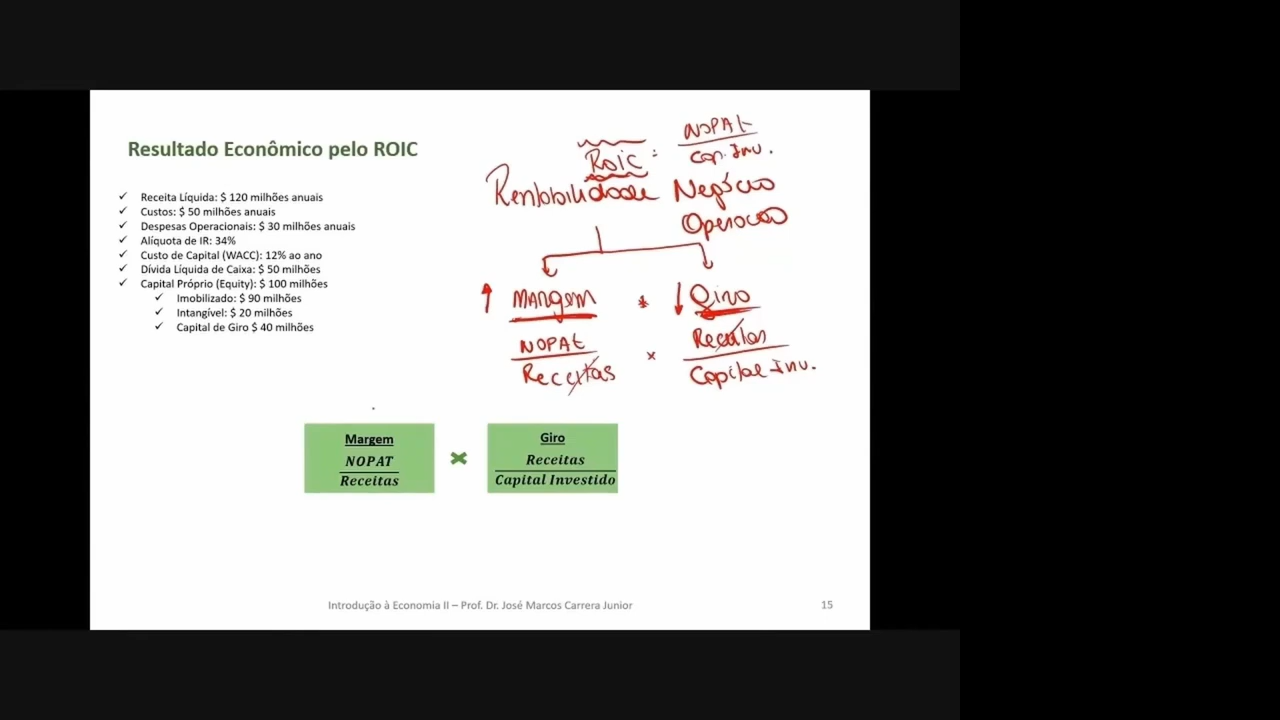 Resultado Econômico pelo ROIC
✓ Receita Líquida: $ 120 milhões anuais
✓ Custos: $ 50 milhões anuais
✓ Despesas Operacionais: $ 30 milhões anuais
✓ Alíquota de IR: 34%
✓ Custo de Capital (WACC): 12% ao ano
✓ Dívida Líquida de Caixa: $ 50 milhões
✓ Capital Próprio (Equity): $ 100 milhões
✓ Imobilizado: $ 90 milhões
✓ Intangível: $ 20 milhões
✓ Capital de Giro $ 40 milhões
Roic: NOPAt
Cap. Inv.
Rentabilidade Negócio
Operação
↑ Margem * ↓ Giro
NOPAt × Receitas
Receitas Capital Inv.
Margem
NOPAT
Receitas
×
Giro
Receitas
Capital Investido
Introdução à Economia II – Prof. Dr. José Marcos Carrera Junior
15